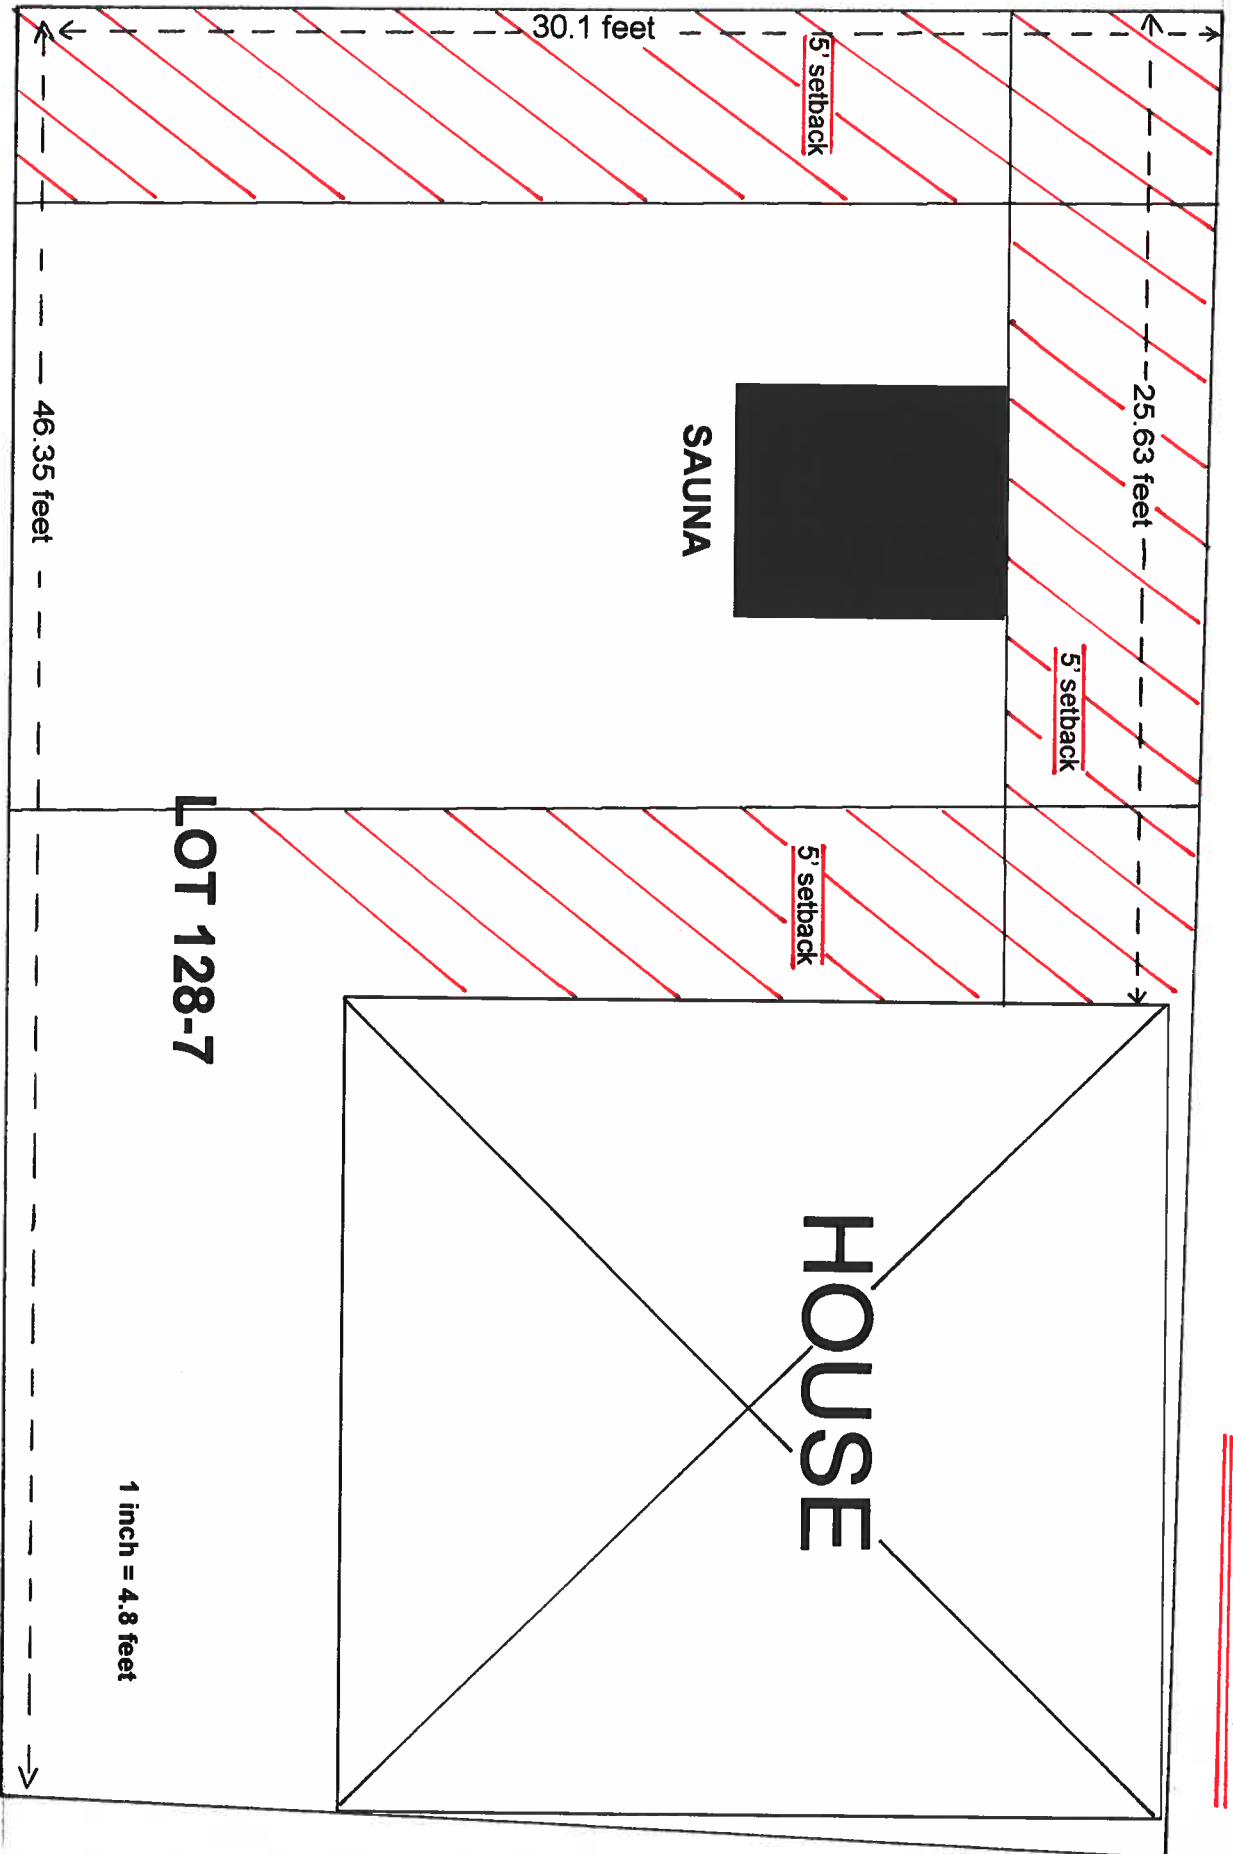 30.1 feet
5' setback
25.63 feet
46.35 feet
SAUNA
5' setback
5' setback
LOT 128-7
HOUSE
1 inch = 4.8 feet